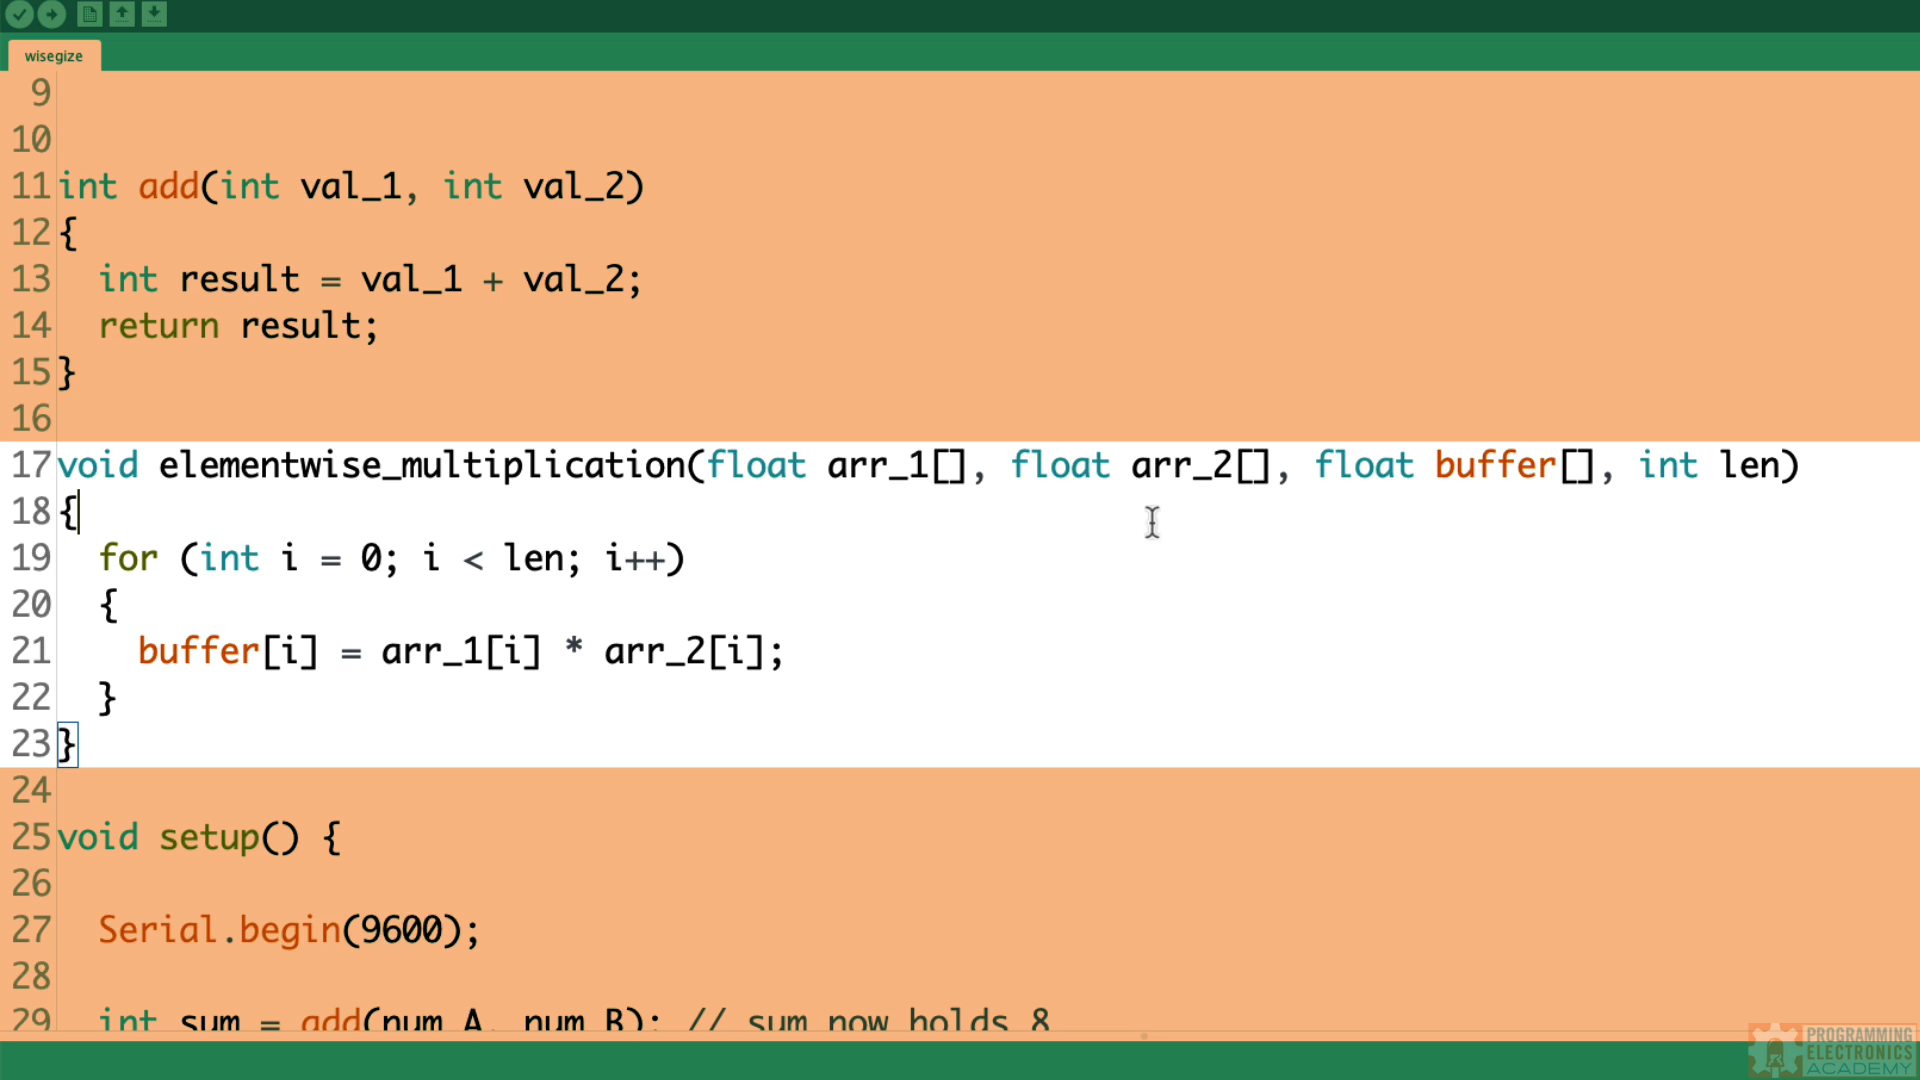 wisegize
9
10
11 int add(int val_1, int val_2)
12 {
13 int result = val_1 + val_2;
14 return result;
15 }
16
17 void elementwise_multiplication(float arr_1[], float arr_2[], float buffer[], int len)
18 {
19 for (int i = 0; i < len; i++)
20 {
21 buffer[i] = arr_1[i] * arr_2[i];
22 }
23 }
24
25 void setup() {
26
27 Serial.begin(9600);
28
29 int sum = add(num_A, num_B); // sum now holds 8
PROGRAMMING
ELECTRONICS
ACADEMY